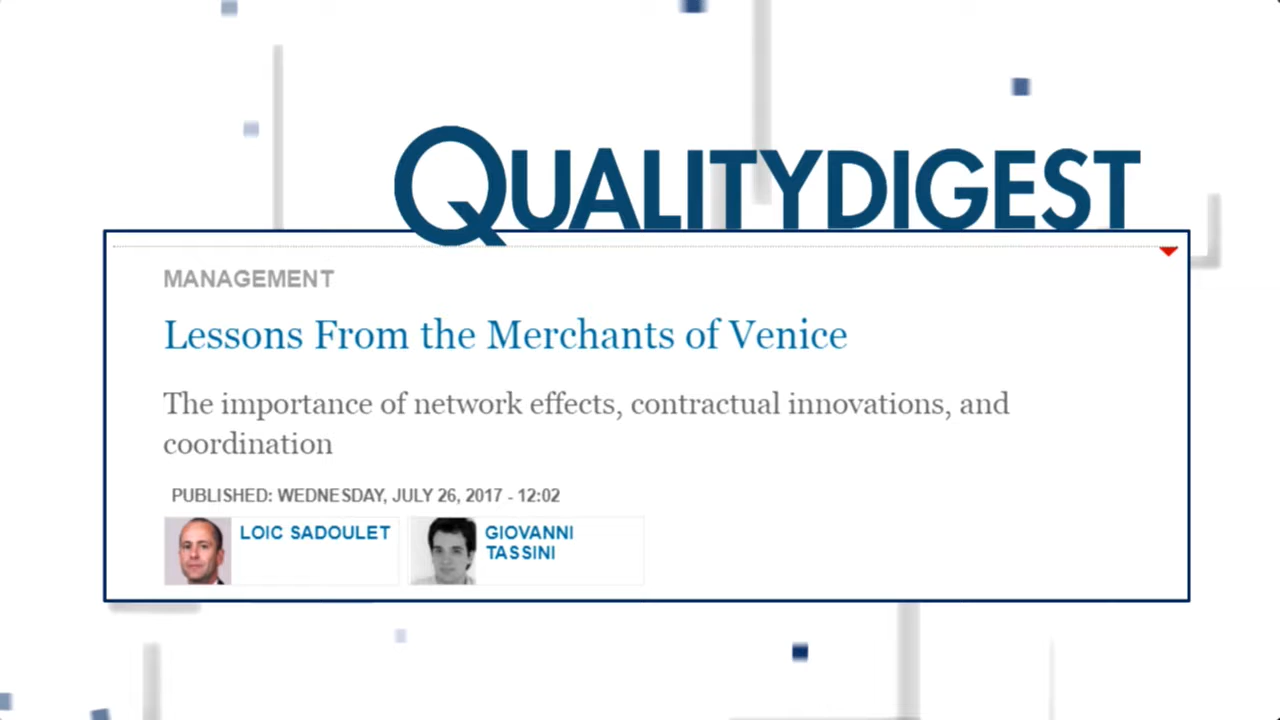 QUALITYDIGEST
MANAGEMENT
Lessons From the Merchants of Venice
The importance of network effects, contractual innovations, and
coordination
PUBLISHED: WEDNESDAY, JULY 26, 2017 - 12:02
LOIC SADOULET
GIOVANNI
TASSINI